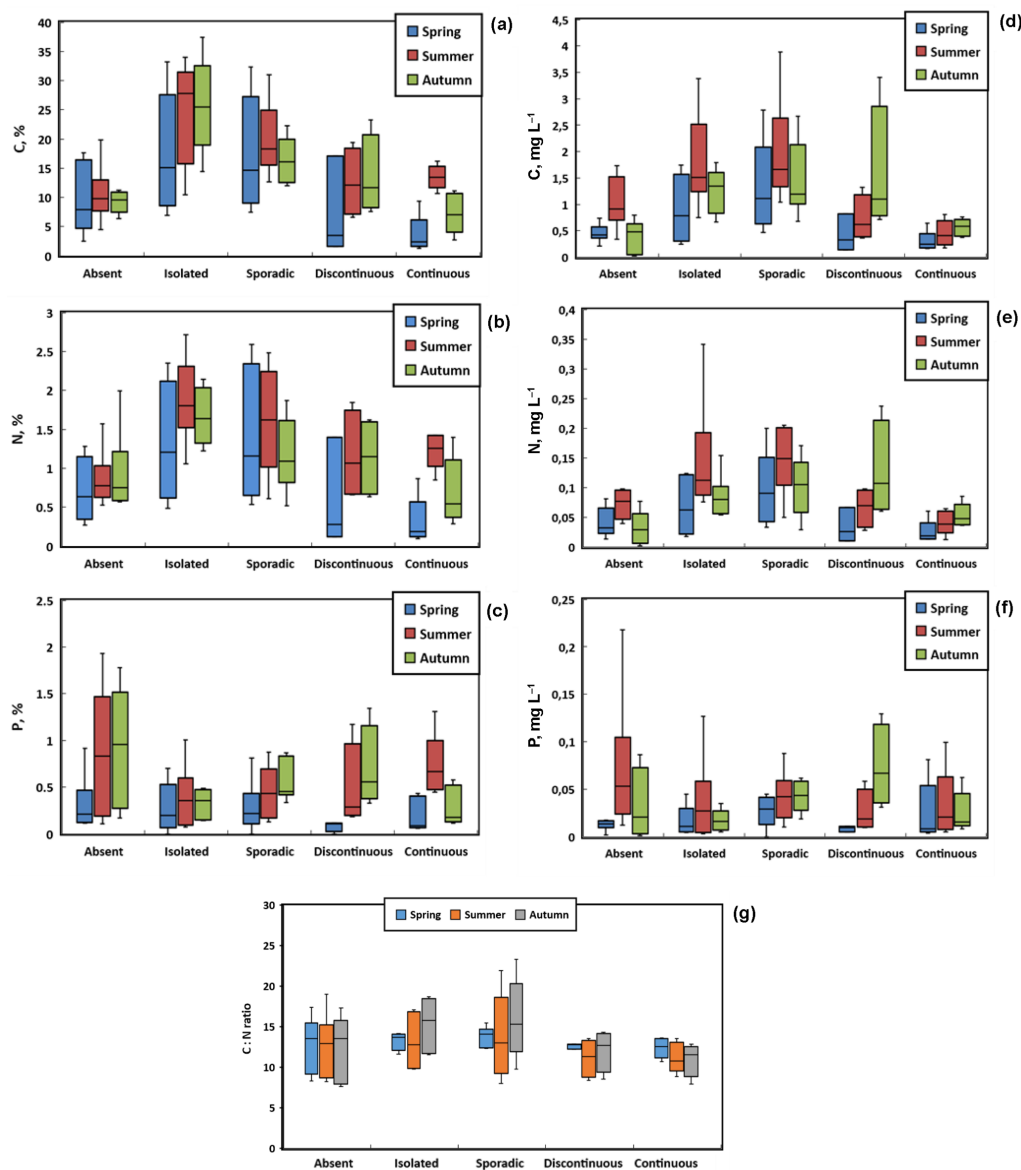 (a)
Spring
Summer
Autumn
40
35
30
25
20
15
10
5
0
C, %
Absent Isolated Sporadic Discontinuous Continuous
(d)
Spring
Summer
Autumn
4,5
4
3,5
3
2,5
2
1,5
1
0,5
0
C, mg L−1
Absent Isolated Sporadic Discontinuous Continuous
(b)
Spring
Summer
Autumn
3
2.5
2
1.5
1
0.5
0
N, %
Absent Isolated Sporadic Discontinuous Continuous
(e)
Spring
Summer
Autumn
0,4
0,35
0,3
0,25
0,2
0,15
0,1
0,05
0
N, mg L−1
Absent Isolated Sporadic Discontinuous Continuous
(c)
Spring
Summer
Autumn
2.5
2
1.5
1
0.5
0
P, %
Absent Isolated Sporadic Discontinuous Continuous
(f)
Spring
Summer
Autumn
0,25
0,2
0,15
0,1
0,05
0
P, mg L−1
Absent Isolated Sporadic Discontinuous Continuous
(g)
Spring Summer Autumn
30
25
20
15
10
5
0
C : N ratio
Absent Isolated Sporadic Discontinuous Continuous